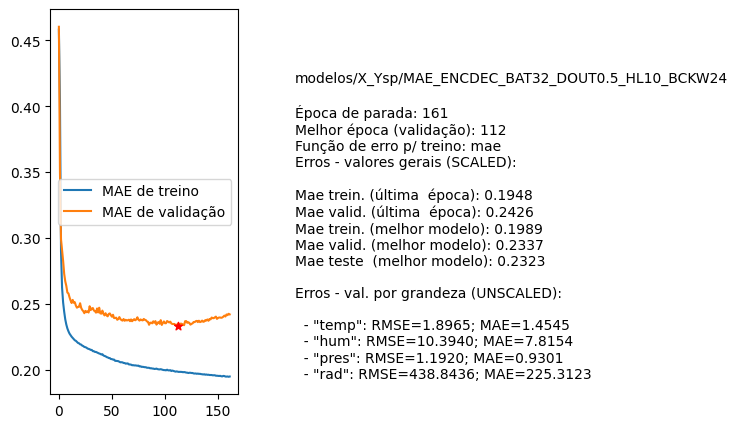 0.45
0.40
0.35
0.30
0.25
0.20
0
50
100
150
MAE de treino
MAE de validação
modelos/X_Ysp/MAE_ENCDEC_BAT32_DOUT0.5_HL10_BCKW24
Época de parada: 161
Melhor época (validação): 112
Função de erro p/ treino: mae
Erros - valores gerais (SCALED):
Mae trein. (última  época): 0.1948
Mae valid. (última  época): 0.2426
Mae trein. (melhor modelo): 0.1989
Mae valid. (melhor modelo): 0.2337
Mae teste  (melhor modelo): 0.2323
Erros - val. por grandeza (UNSCALED):
- "temp": RMSE=1.8965; MAE=1.4545
- "hum": RMSE=10.3940; MAE=7.8154
- "pres": RMSE=1.1920; MAE=0.9301
- "rad": RMSE=438.8436; MAE=225.3123